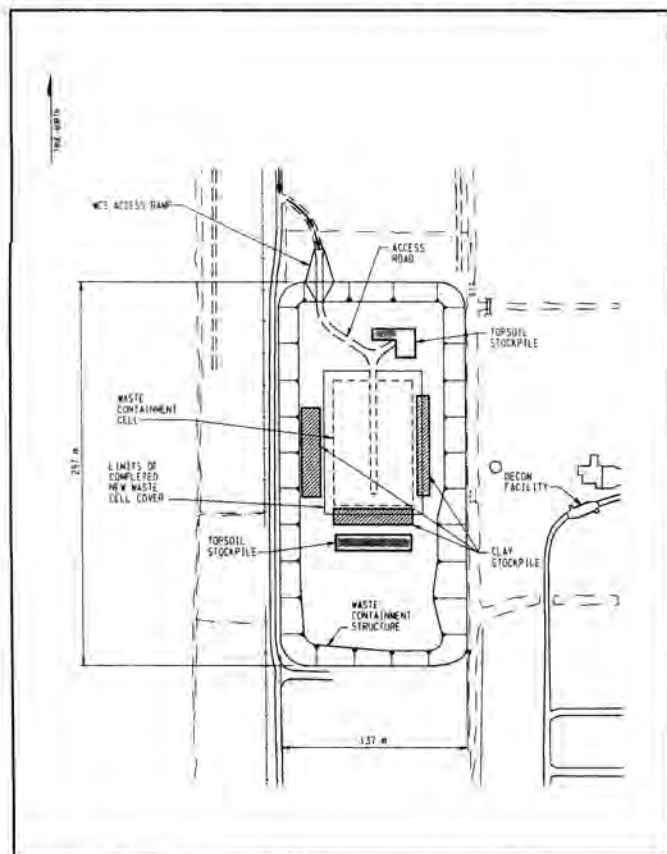 TRUE NORTH
WCS ACCESS RAMP
ACCESS
ROAD
TOPSOIL
STOCKPILE
WASTE
CONTAINMENT
CELL
LIMITS OF
COMPLETED
NEW WASTE
CELL COVER
DECON
FACILITY
TOPSOIL
STOCKPILE
CLAY
STOCKPILE
WASTE
CONTAINMENT
STRUCTURE
137 m